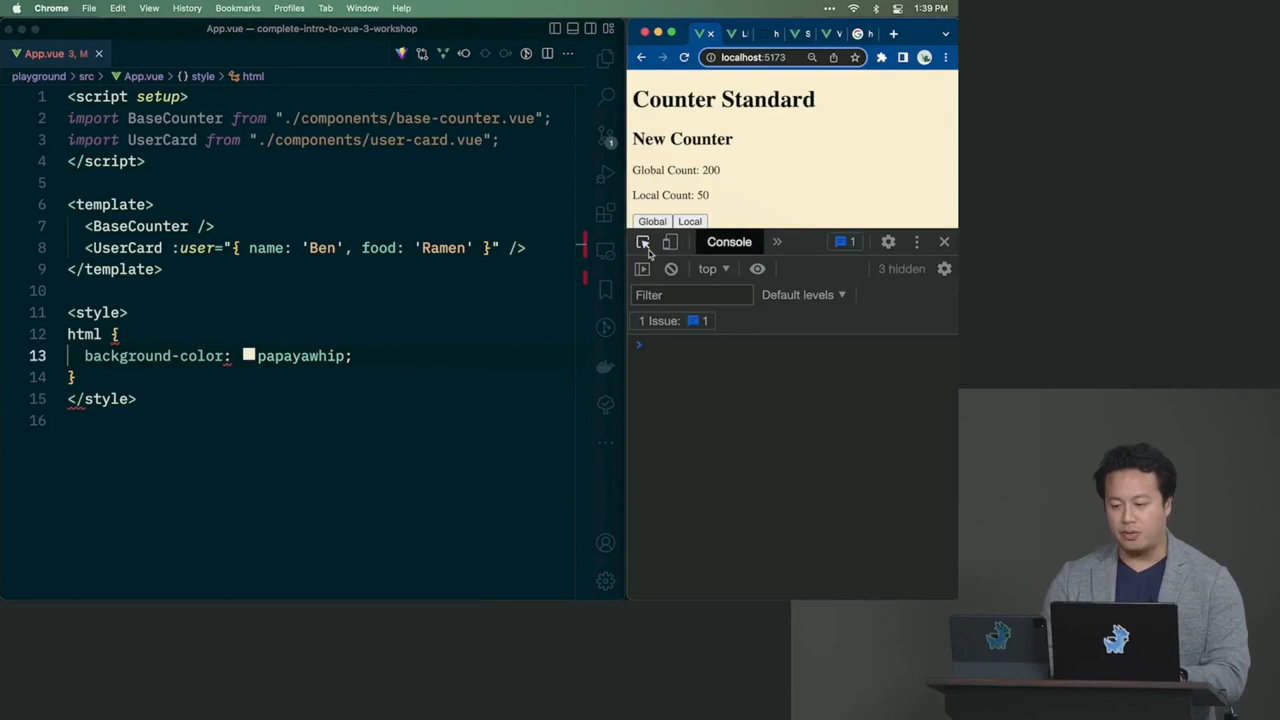 Chrome File Edit View History Bookmarks Profiles Tab Window Help 1:39 PM
App.vue — complete-intro-to-vue-3-workshop
App.vue 3, M
playground › src › App.vue › {} style › html
1 <script setup>
2 import BaseCounter from "./components/base-counter.vue";
3 import UserCard from "./components/user-card.vue";
4 </script>
5
6 <template>
7 <BaseCounter />
8 <UserCard :user="{ name: 'Ben', food: 'Ramen' }" />
9 </template>
10
11 <style>
12 html {
13 background-color: papayawhip;
14 }
15 </style>
16
1
localhost:5173
Counter Standard
New Counter
Global Count: 200
Local Count: 50
Global Local
Console » 1
top 3 hidden
Filter Default levels
1 Issue: 1